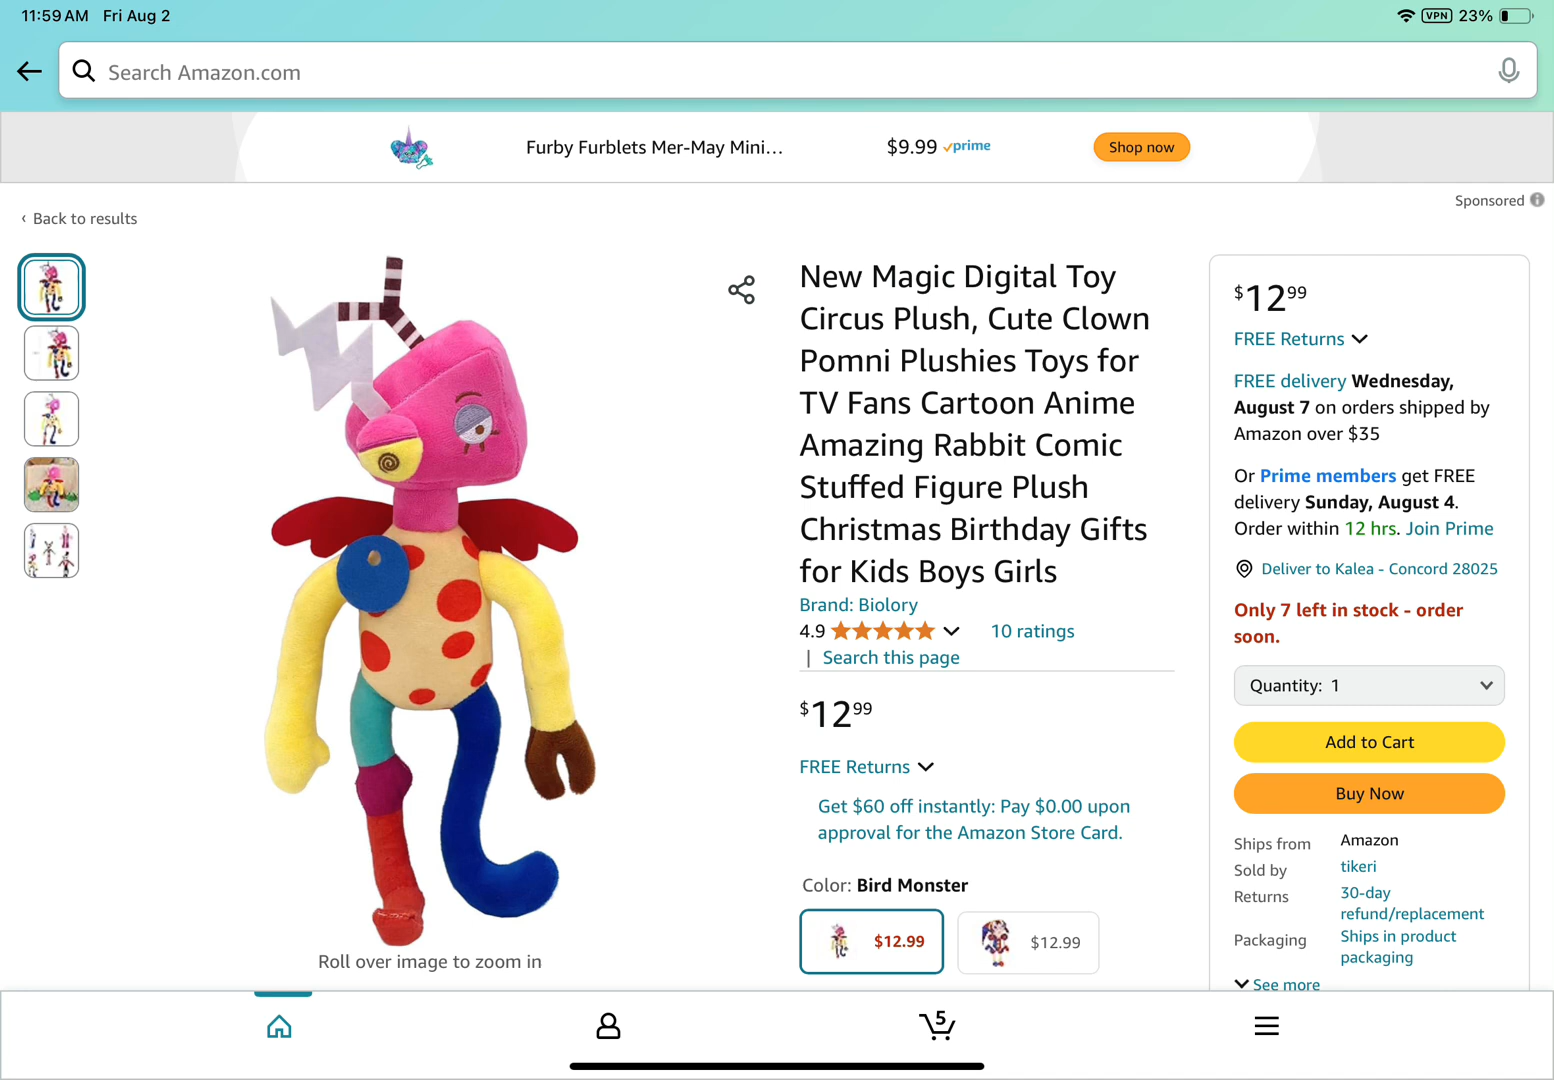 11:59 AM Fri Aug 2
VPN 23%
Search Amazon.com
Furby Furblets Mer-May Mini... $9.99 prime Shop now
Sponsored
‹ Back to results
New Magic Digital Toy
Circus Plush, Cute Clown
Pomni Plushies Toys for
TV Fans Cartoon Anime
Amazing Rabbit Comic
Stuffed Figure Plush
Christmas Birthday Gifts
for Kids Boys Girls
Brand: Biolory
4.9 10 ratings
| Search this page
$12 99
FREE Returns
Get $60 off instantly: Pay $0.00 upon
approval for the Amazon Store Card.
Color: Bird Monster
$12.99 $12.99
Roll over image to zoom in
$12 99
FREE Returns
FREE delivery Wednesday,
August 7 on orders shipped by
Amazon over $35
Or Prime members get FREE
delivery Sunday, August 4.
Order within 12 hrs. Join Prime
Deliver to Kalea - Concord 28025
Only 7 left in stock - order
soon.
Quantity: 1
Add to Cart
Buy Now
Ships from Amazon
Sold by tikeri
Returns 30-day
refund/replacement
Packaging Ships in product
packaging
See more
5